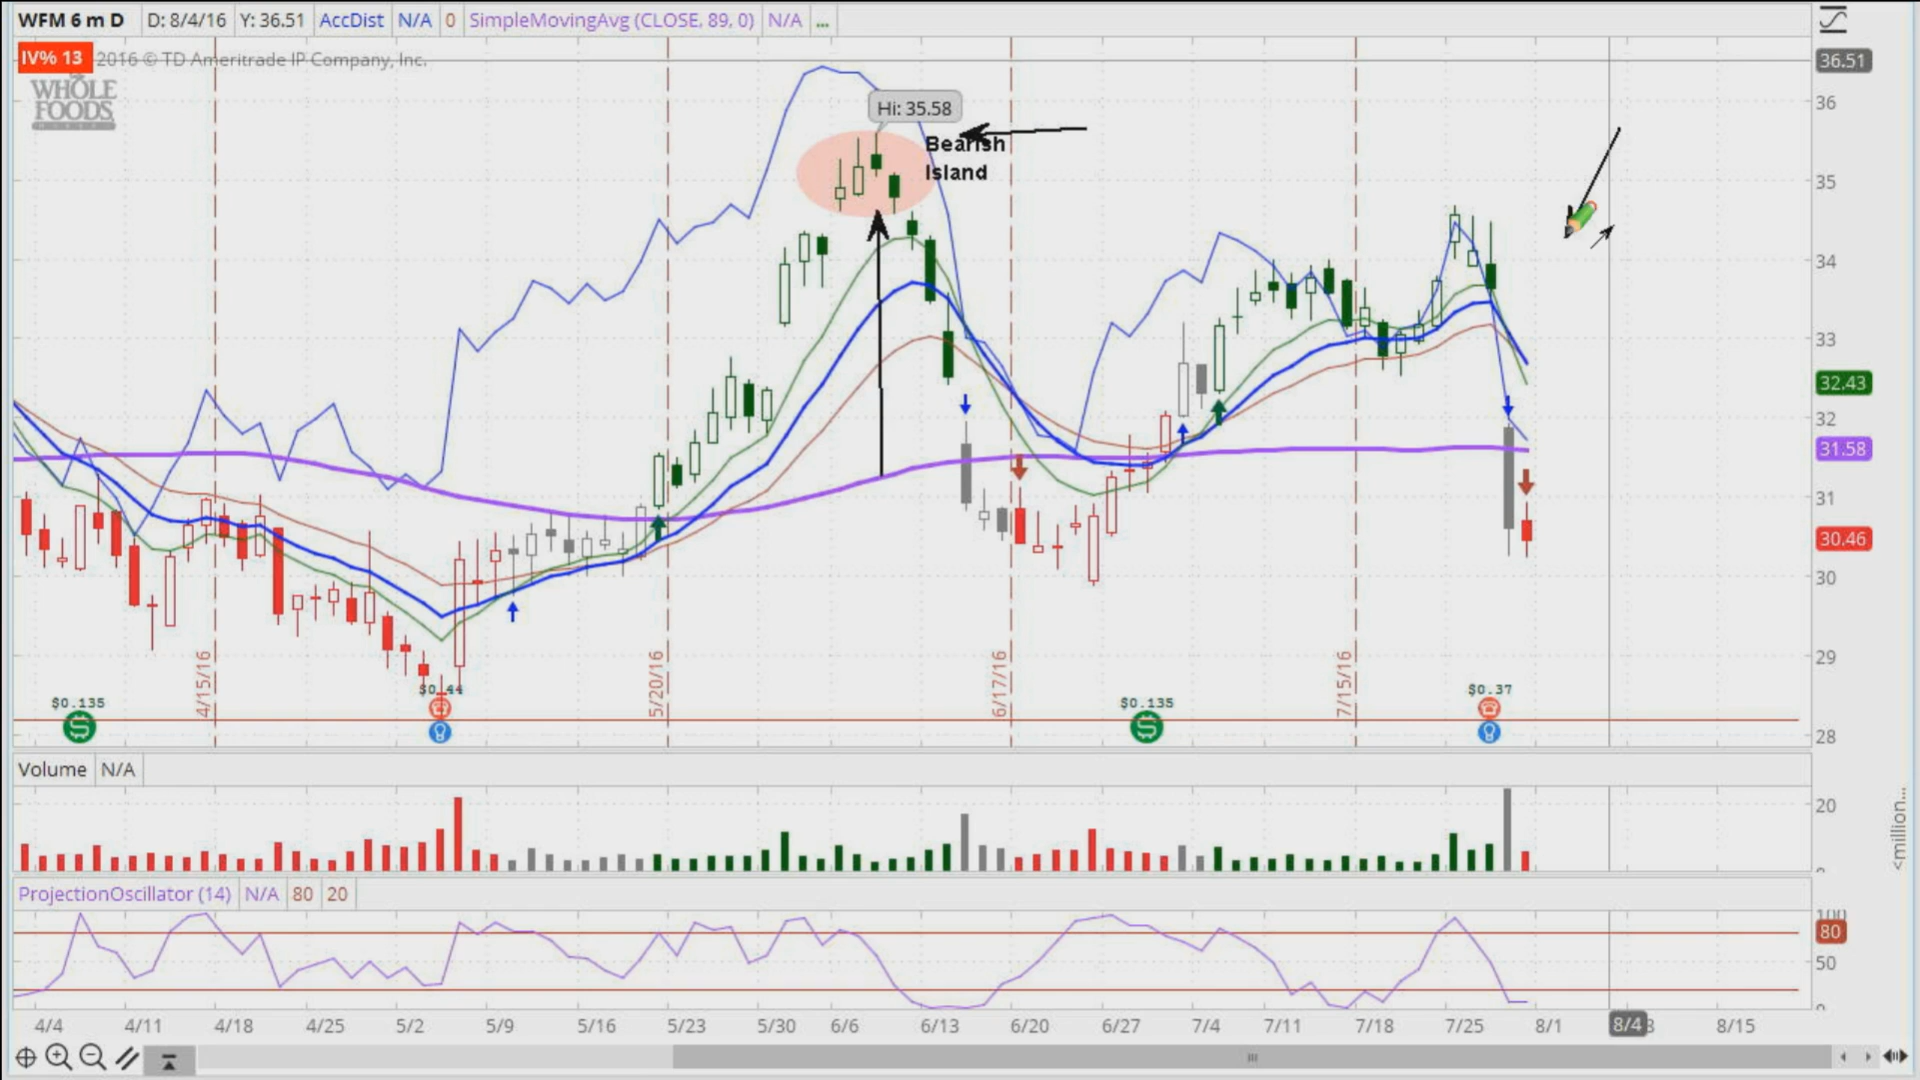 WFM 6 m D D: 8/4/16 Y: 36.51 AccDist N/A 0 SimpleMovingAvg (CLOSE, 89, 0) N/A ...
IV% 13 2016 © TD Ameritrade IP Company, Inc.
WHOLE
FOODS
36.51
36
35
34
33
32.43
32
31.58
31
30.46
30
29
28
Hi: 35.58
Bearish
Island
4/15/16
5/20/16
6/17/16
7/15/16
$0.135
$0.44
$0.135
$0.37
Volume N/A
20
<million...
ProjectionOscillator (14) N/A 80 20
100
80
50
4/4 4/11 4/18 4/25 5/2 5/9 5/16 5/23 5/30 6/6 6/13 6/20 6/27 7/4 7/11 7/18 7/25 8/1 8/4 8/15